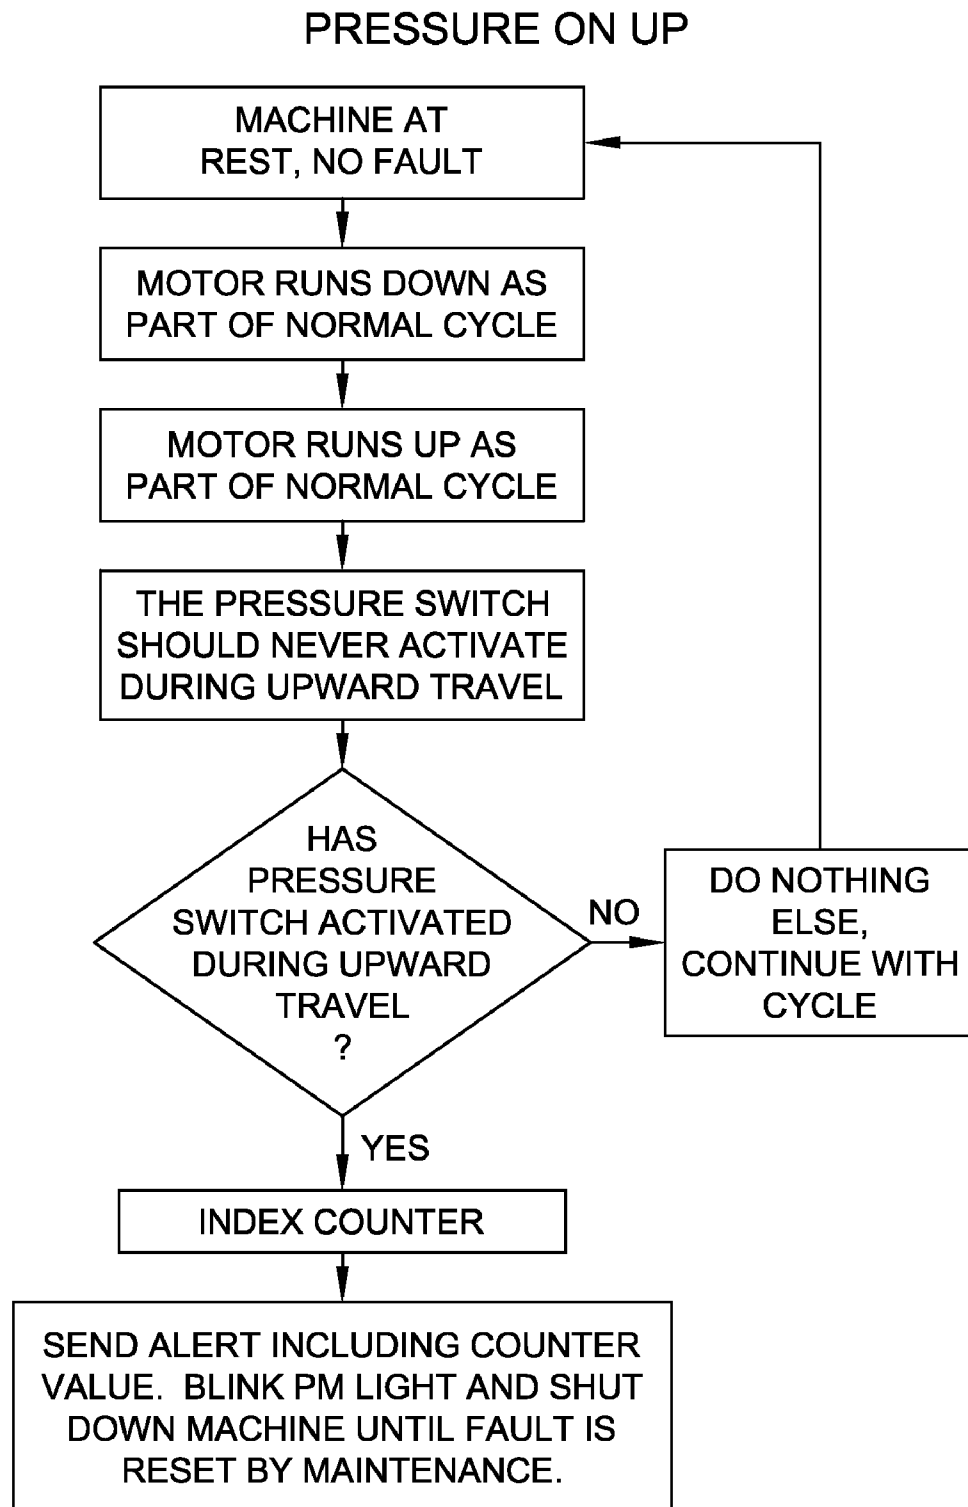 PRESSURE ON UP
MACHINE AT
REST, NO FAULT
MOTOR RUNS DOWN AS
PART OF NORMAL CYCLE
MOTOR RUNS UP AS
PART OF NORMAL CYCLE
THE PRESSURE SWITCH
SHOULD NEVER ACTIVATE
DURING UPWARD TRAVEL
HAS
PRESSURE
SWITCH ACTIVATED
DURING UPWARD
TRAVEL
?
NO
DO NOTHING
ELSE,
CONTINUE WITH
CYCLE
YES
INDEX COUNTER
SEND ALERT INCLUDING COUNTER
VALUE.  BLINK PM LIGHT AND SHUT
DOWN MACHINE UNTIL FAULT IS
RESET BY MAINTENANCE.